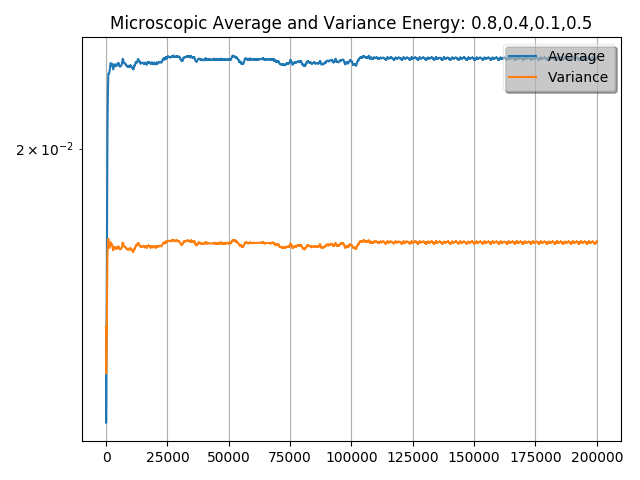 Microscopic Average and Variance Energy: 0.8,0.4,0.1,0.5
Average
Variance
2 × 10⁻²
0 25000 50000 75000 100000 125000 150000 175000 200000